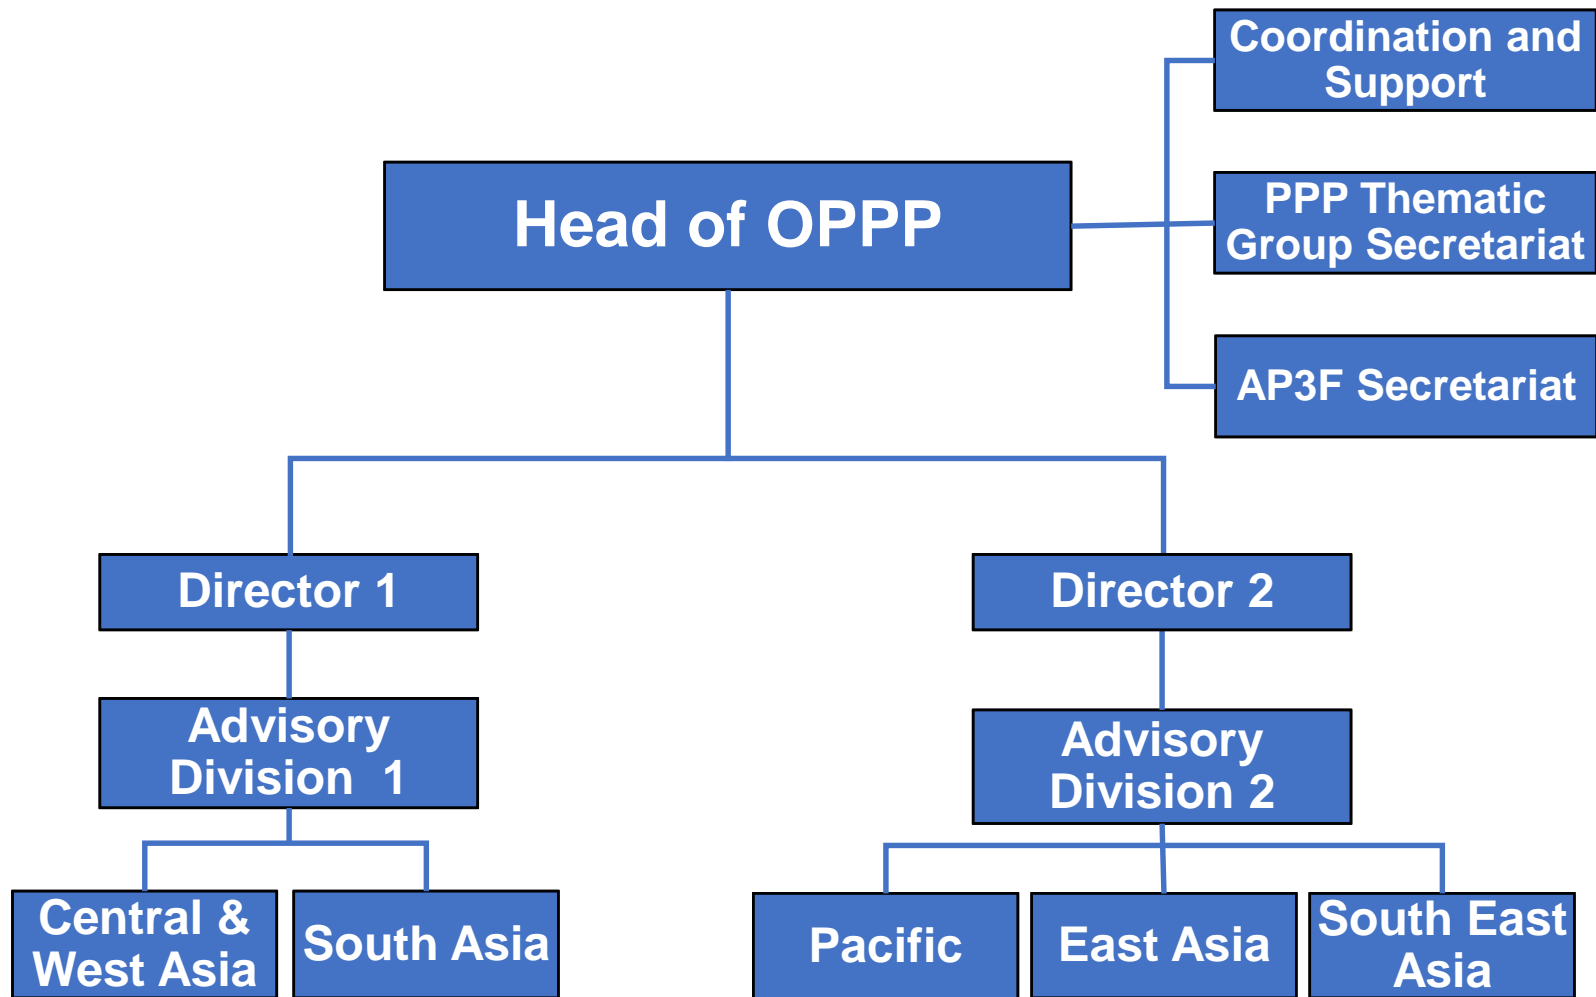 Coordination and
Support
Head of OPPP
PPP Thematic
Group Secretariat
AP3F Secretariat
Director 1
Director 2
Advisory
Division 1
Advisory
Division 2
Central &
West Asia
South Asia
Pacific
East Asia
South East
Asia